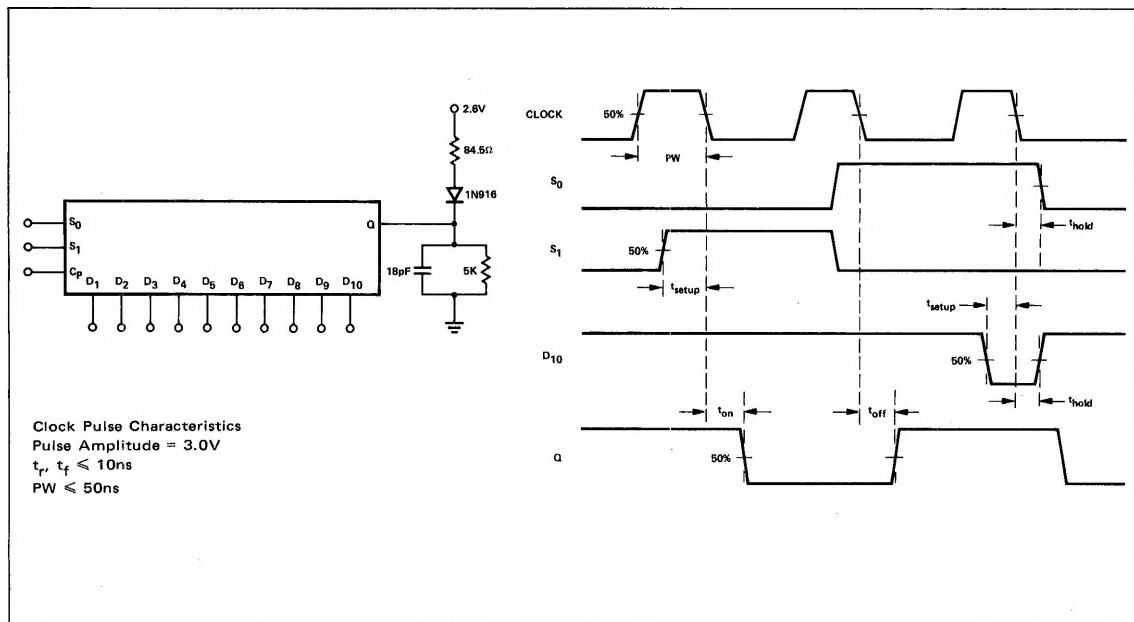 2.6V
84.5Ω
1N916
S0
S1
Cp
Q
D1 D2 D3 D4 D5 D6 D7 D8 D9 D10
18pF
5K
Clock Pulse Characteristics
Pulse Amplitude = 3.0V
tr, tf ⩽ 10ns
PW ⩽ 50ns
CLOCK
50%
PW
S0
thold
S1
50%
tsetup
tsetup
D10
50%
thold
ton
toff
Q
50%